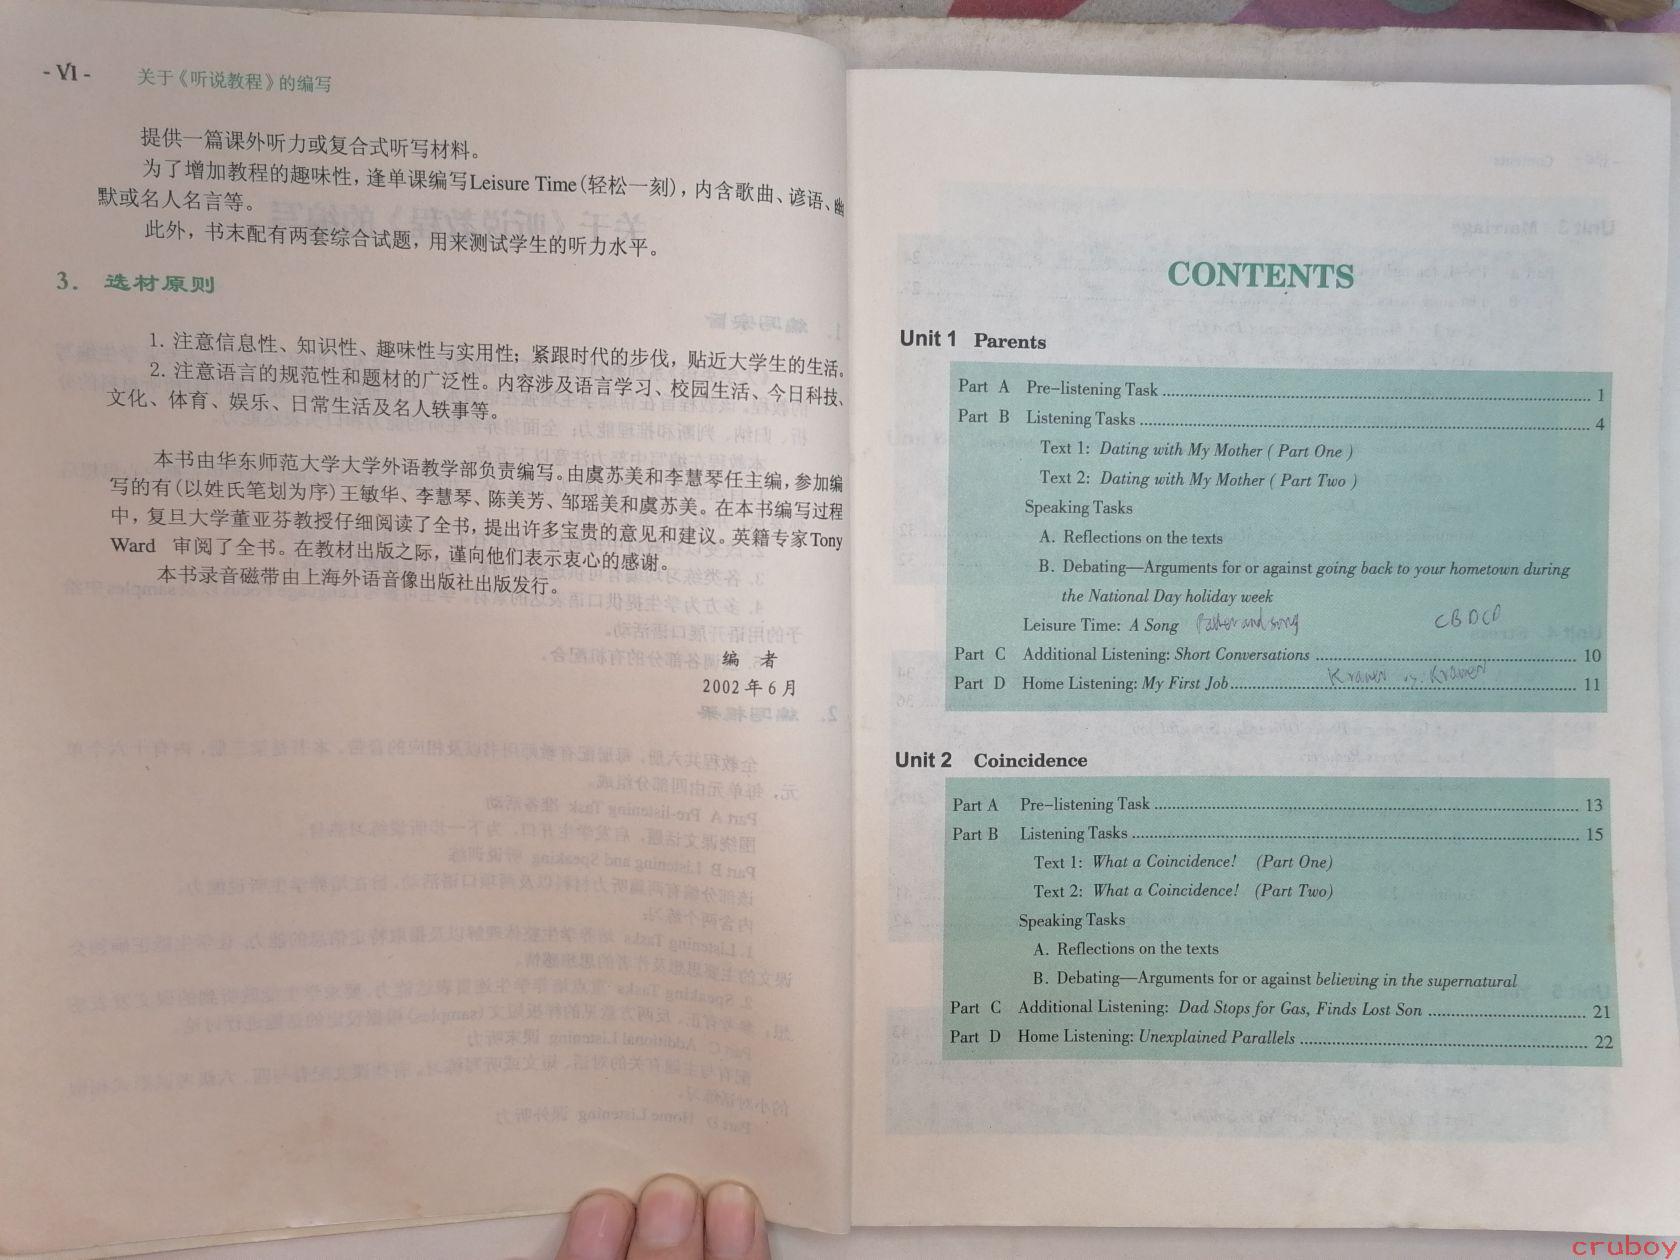 - VI -
关于《听说教程》的编写
提供一篇课外听力或复合式听写材料。
为了增加教程的趣味性，逢单课编写Leisure Time（轻松一刻），内含歌曲、谚语、幽
默或名人名言等。
此外，书末配有两套综合试题，用来测试学生的听力水平。
3. 选材原则
1. 注意信息性、知识性、趣味性与实用性；紧跟时代的步伐，贴近大学生的生活。
2. 注意语言的规范性和题材的广泛性。内容涉及语言学习、校园生活、今日科技、
文化、体育、娱乐、日常生活及名人轶事等。
本书由华东师范大学大学外语教学部负责编写。由虞苏美和李慧琴任主编，参加编
写的有（以姓氏笔划为序）王敏华、李慧琴、陈美芳、邹瑶美和虞苏美。在本书编写过程
中，复旦大学董亚芬教授仔细阅读了全书，提出许多宝贵的意见和建议。英籍专家Tony
Ward 审阅了全书。在教材出版之际，谨向他们表示衷心的感谢。
本书录音磁带由上海外语音像出版社出版发行。
编 者
2002年6月
CONTENTS
Unit 1 Parents
Part A Pre-listening Task 1
Part B Listening Tasks 4
Text 1: Dating with My Mother ( Part One )
Text 2: Dating with My Mother ( Part Two )
Speaking Tasks
A. Reflections on the texts
B. Debating—Arguments for or against going back to your hometown during
the National Day holiday week
Leisure Time: A Song and song CBDCD
Part C Additional Listening: Short Conversations 10
Kramer vs. Kramer
Part D Home Listening: My First Job 11
Unit 2 Coincidence
Part A Pre-listening Task 13
Part B Listening Tasks 15
Text 1: What a Coincidence! (Part One)
Text 2: What a Coincidence! (Part Two)
Speaking Tasks
A. Reflections on the texts
B. Debating—Arguments for or against believing in the supernatural
Part C Additional Listening: Dad Stops for Gas, Finds Lost Son 21
Part D Home Listening: Unexplained Parallels 22
cruboy